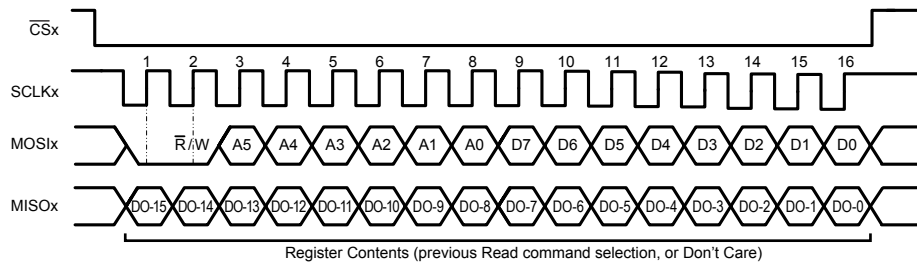 CSx
1 2 3 4 5 6 7 8 9 10 11 12 13 14 15 16
SCLKx
MOSIx R/W A5 A4 A3 A2 A1 A0 D7 D6 D5 D4 D3 D2 D1 D0
MISOx DO-15 DO-14 DO-13 DO-12 DO-11 DO-10 DO-9 DO-8 DO-7 DO-6 DO-5 DO-4 DO-3 DO-2 DO-1 DO-0
Register Contents (previous Read command selection, or Don’t Care)